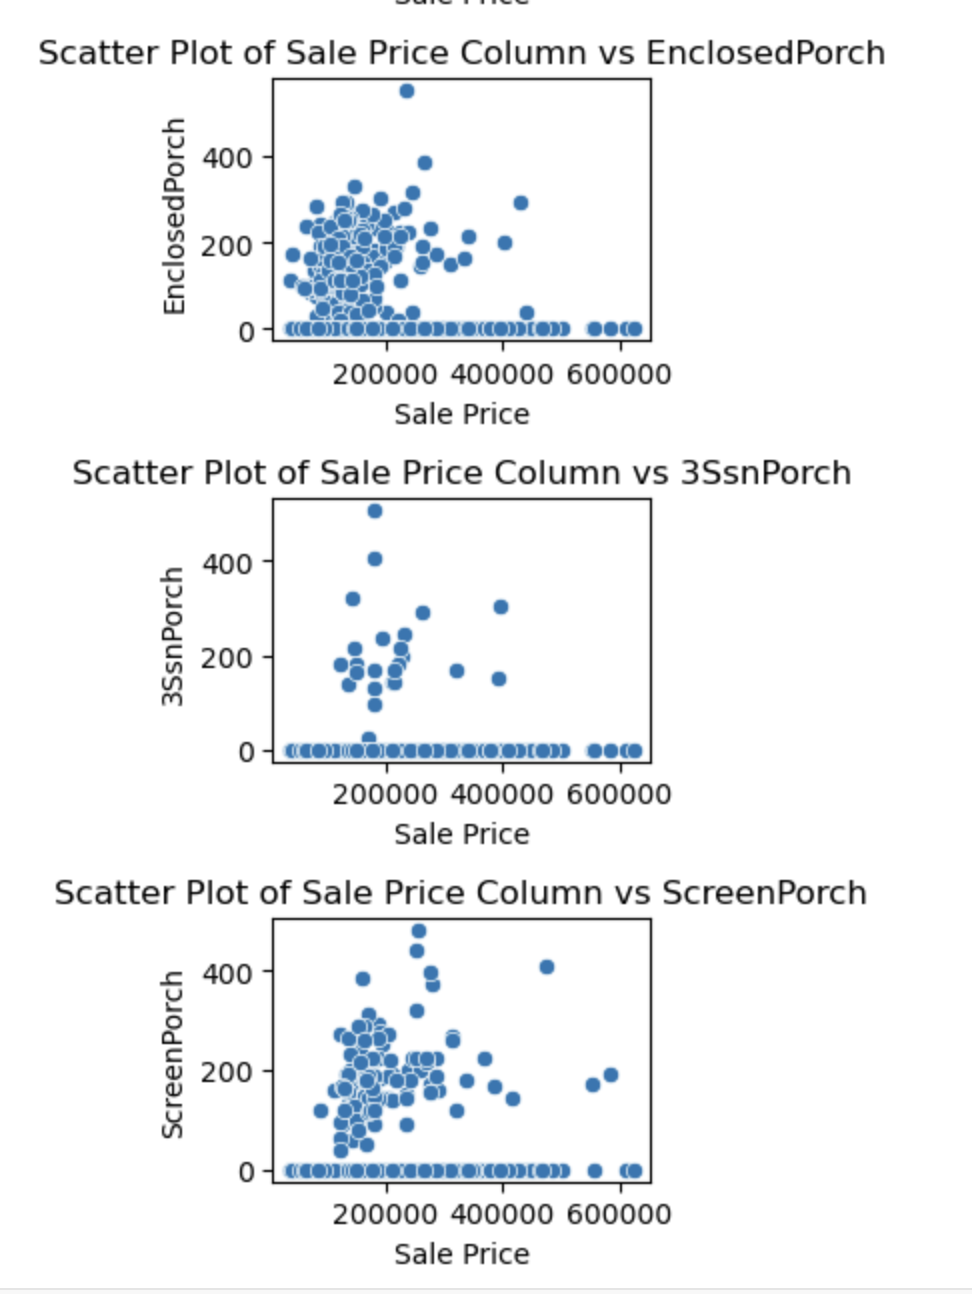 Sale Price
Scatter Plot of Sale Price Column vs EnclosedPorch
EnclosedPorch
400
200
0
200000 400000 600000
Sale Price
Scatter Plot of Sale Price Column vs 3SsnPorch
3SsnPorch
400
200
0
200000 400000 600000
Sale Price
Scatter Plot of Sale Price Column vs ScreenPorch
ScreenPorch
400
200
0
200000 400000 600000
Sale Price